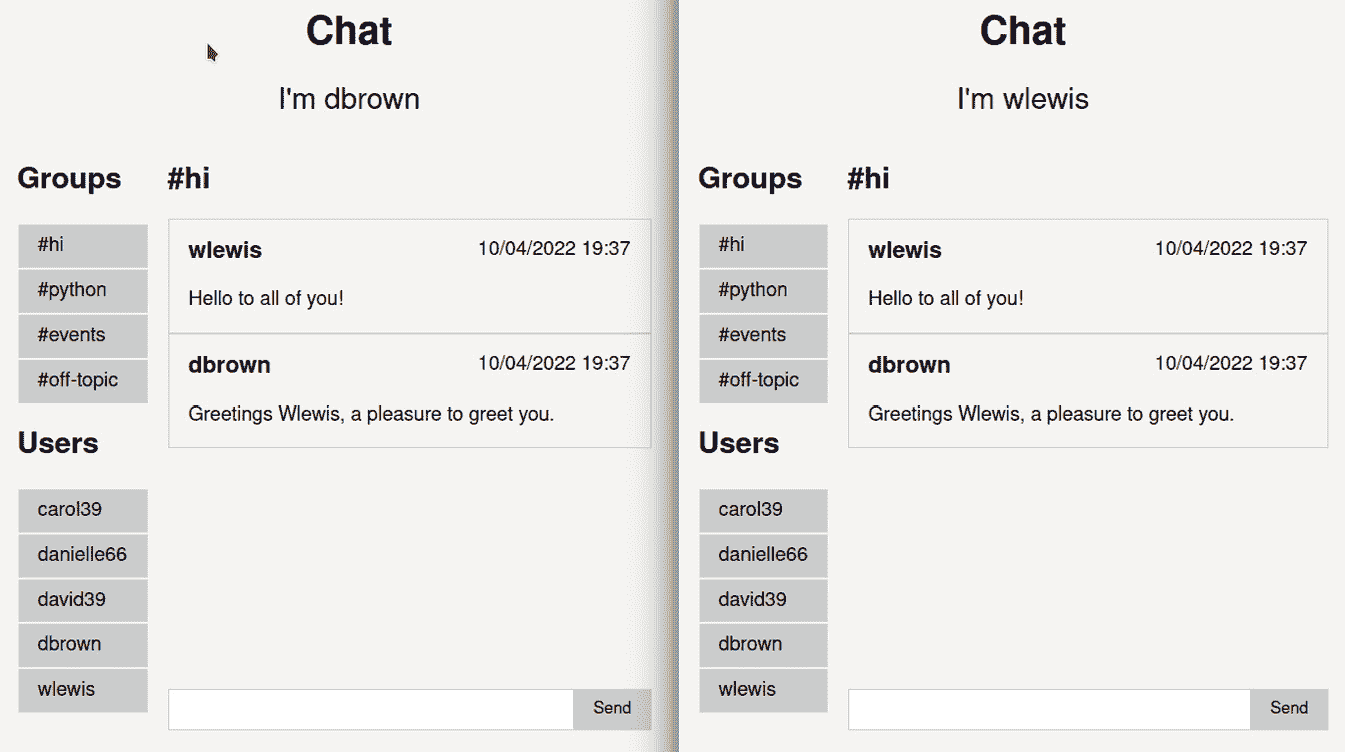 Chat
I'm dbrown
Groups
#hi
#python
#events
#off-topic
Users
carol39
danielle66
david39
dbrown
wlewis
#hi
wlewis 10/04/2022 19:37
Hello to all of you!
dbrown 10/04/2022 19:37
Greetings Wlewis, a pleasure to greet you.
Send
Chat
I'm wlewis
Groups
#hi
#python
#events
#off-topic
Users
carol39
danielle66
david39
dbrown
wlewis
#hi
wlewis 10/04/2022 19:37
Hello to all of you!
dbrown 10/04/2022 19:37
Greetings Wlewis, a pleasure to greet you.
Send